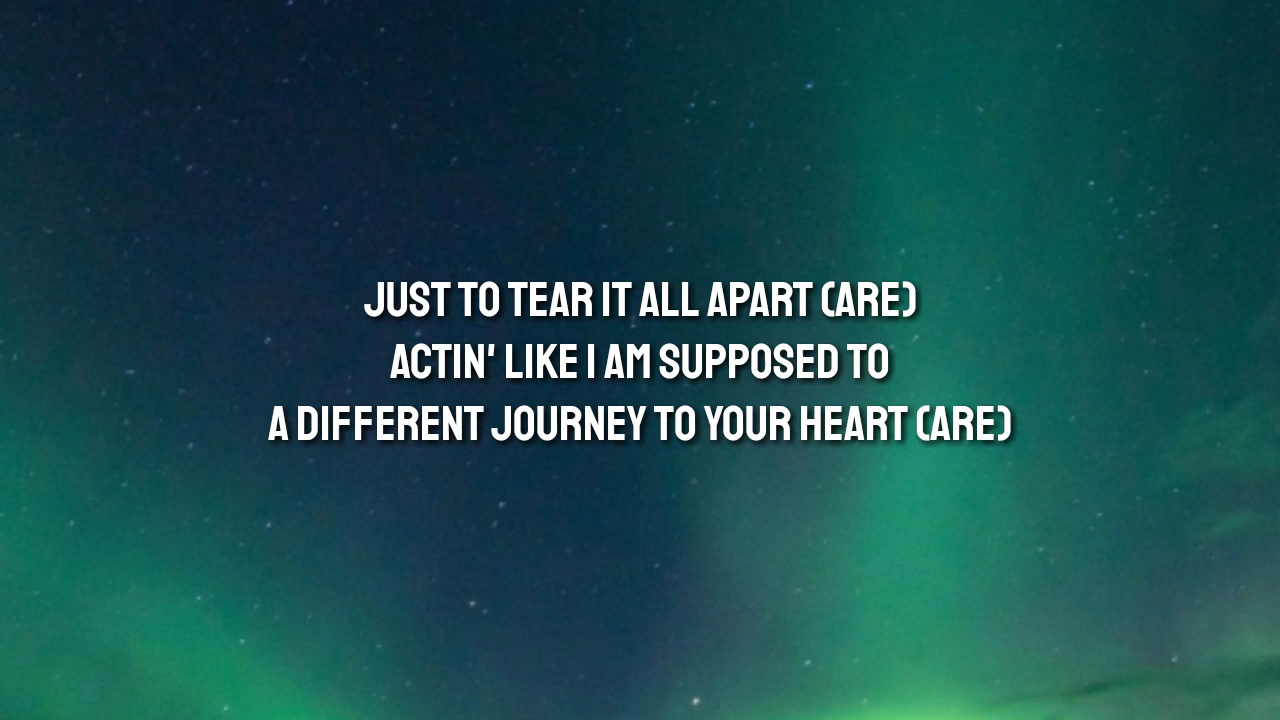 JUST TO TEAR IT ALL APART (ARE)
ACTIN' LIKE I AM SUPPOSED TO
A DIFFERENT JOURNEY TO YOUR HEART (ARE)